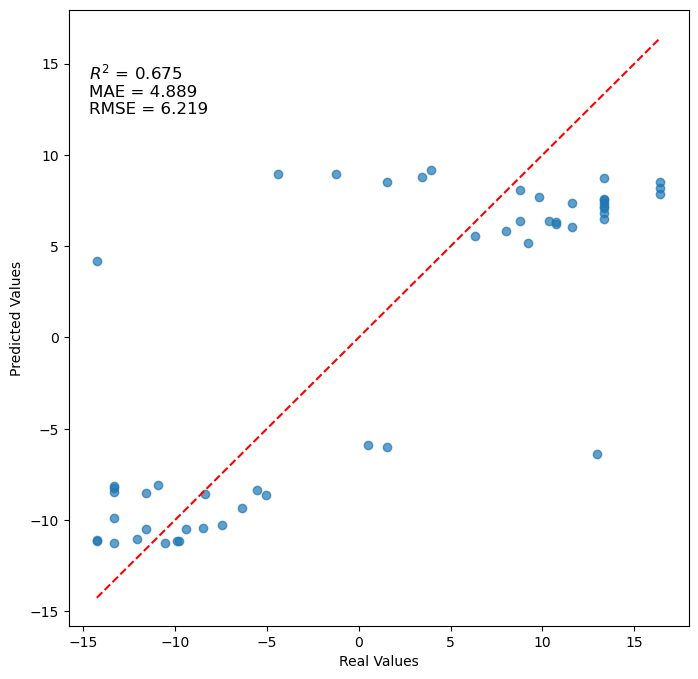 R² = 0.675
MAE = 4.889
RMSE = 6.219
15
10
5
0
−5
−10
−15
Predicted Values
−15 −10 −5 0 5 10 15
Real Values